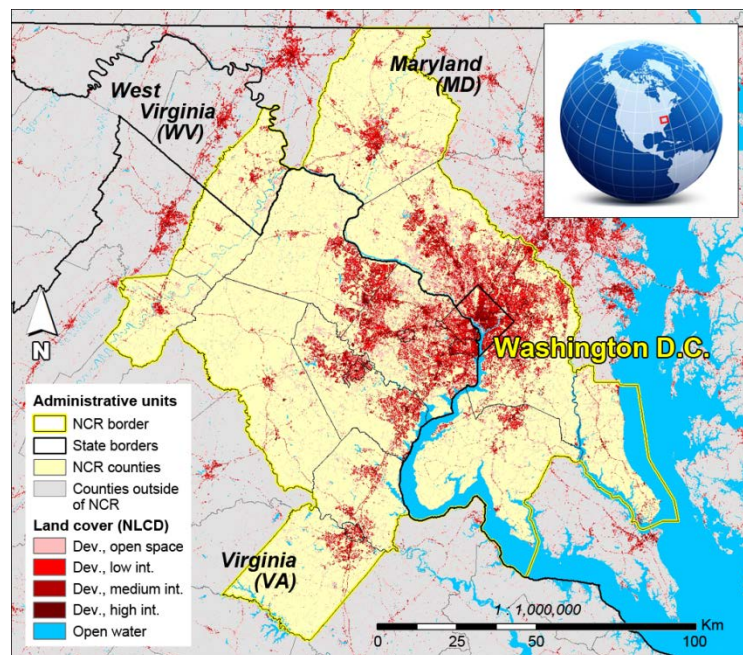 Maryland
(MD)
West
Virginia
(WV)
Washington D.C.
N
Administrative units
NCR border
State borders
NCR counties
Counties outside
of NCR
Land cover (NLCD)
Dev., open space
Dev., low int.
Dev., medium int.
Dev., high int.
Open water
Virginia
(VA)
1 : 1,000,000
Km
0 12.5 25 50 100